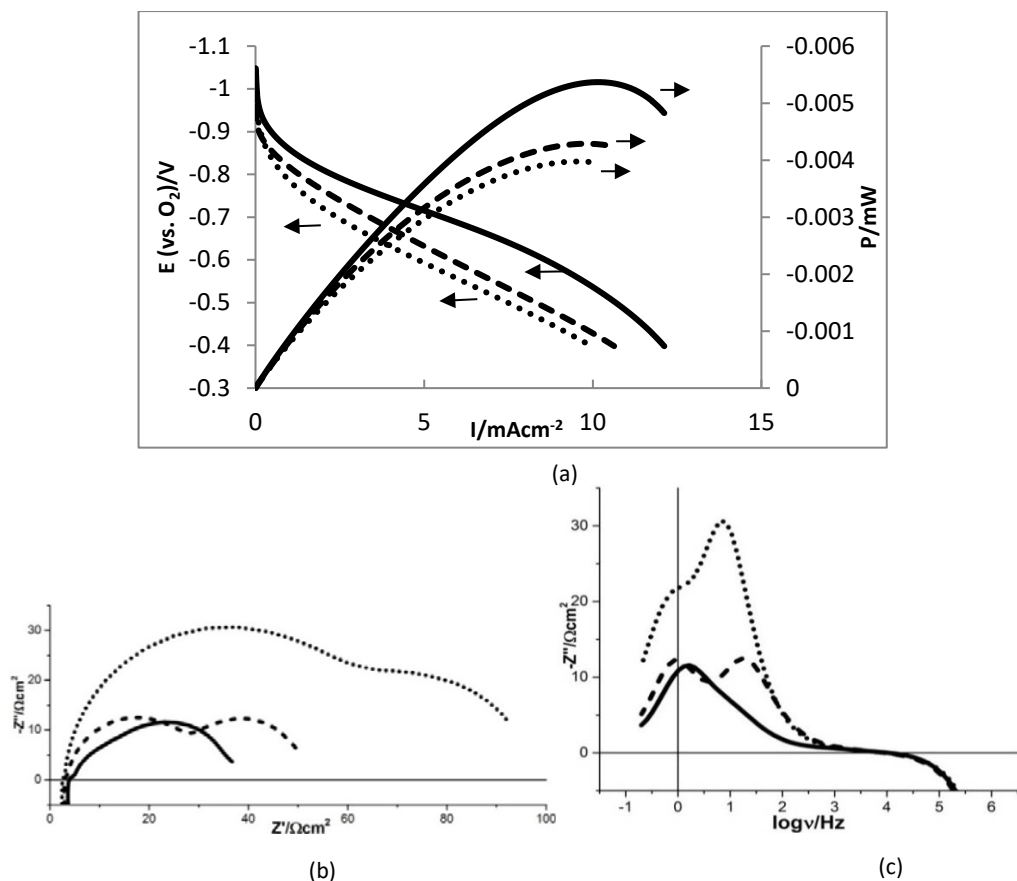 -1.1
-1
-0.9
-0.8
-0.7
-0.6
-0.5
-0.4
-0.3
E (vs. O2)/V
-0.006
-0.005
-0.004
-0.003
-0.002
-0.001
0
P/mW
0 5 10 15
I/mAcm-2
(a)
30
20
10
0
-Z''/Ωcm2
0 20 40 60 80 100
Z'/Ωcm2
(b)
30
20
10
0
-Z''/Ωcm2
-1 0 1 2 3 4 5 6
logν/Hz
(c)